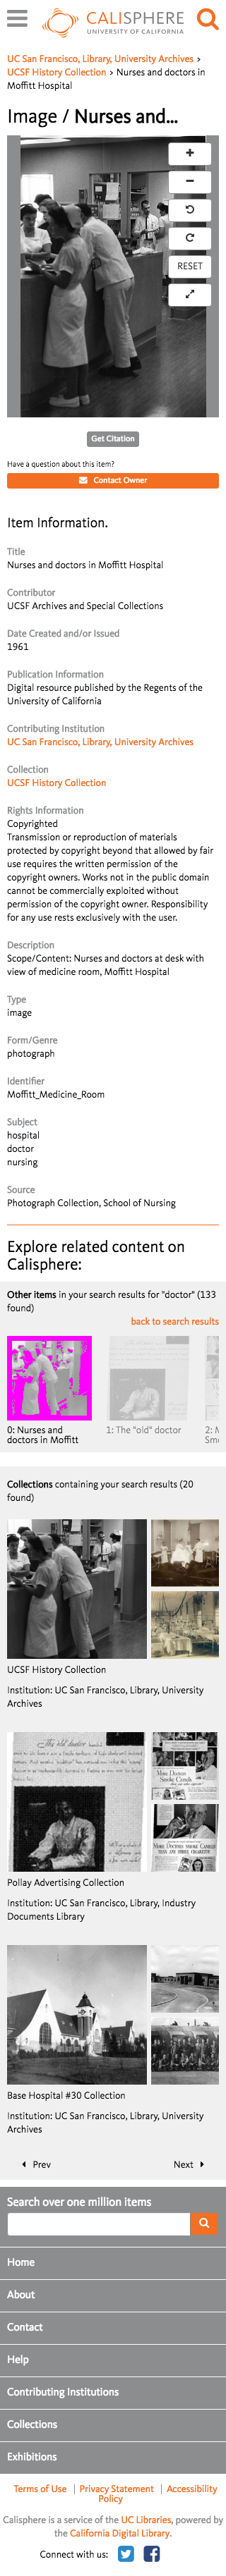 CALISPHERE
UNIVERSITY OF CALIFORNIA
UC San Francisco, Library, University Archives >
UCSF History Collection > Nurses and doctors in
Moffitt Hospital
Image / Nurses and...
RESET
Get Citation
Have a question about this item?
Contact Owner
Item Information.
Title
Nurses and doctors in Moffitt Hospital
Contributor
UCSF Archives and Special Collections
Date Created and/or Issued
1961
Publication Information
Digital resource published by the Regents of the
University of California
Contributing Institution
UC San Francisco, Library, University Archives
Collection
UCSF History Collection
Rights Information
Copyrighted
Transmission or reproduction of materials
protected by copyright beyond that allowed by fair
use requires the written permission of the
copyright owners. Works not in the public domain
cannot be commercially exploited without
permission of the copyright owner. Responsibility
for any use rests exclusively with the user.
Description
Scope/Content: Nurses and doctors at desk with
view of medicine room, Moffitt Hospital
Type
image
Form/Genre
photograph
Identifier
Moffitt_Medicine_Room
Subject
hospital
doctor
nursing
Source
Photograph Collection, School of Nursing
Explore related content on
Calisphere:
Other items in your search results for "doctor" (133
found)
back to search results
0: Nurses and
doctors in Moffitt
1: The "old" doctor
2: M
Smo
Collections containing your search results (20
found)
UCSF History Collection
Institution: UC San Francisco, Library, University
Archives
The old doctor
More Doctors smoke Camels
than any other cigarette
Pollay Advertising Collection
Institution: UC San Francisco, Library, Industry
Documents Library
Base Hospital #30 Collection
Institution: UC San Francisco, Library, University
Archives
Prev
Next
Search over one million items
Home
About
Contact
Help
Contributing Institutions
Collections
Exhibitions
Terms of Use | Privacy Statement | Accessibility
Policy
Calisphere is a service of the UC Libraries, powered by
the California Digital Library.
Connect with us: